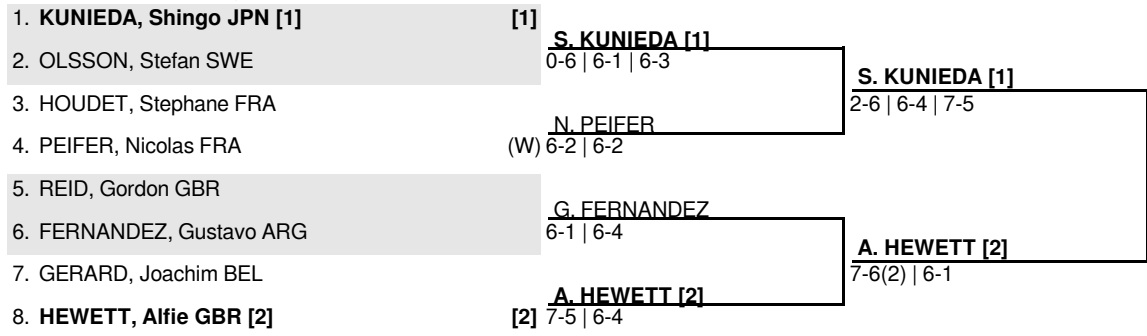 1. KUNIEDA, Shingo JPN [1] [1]
S. KUNIEDA [1]
2. OLSSON, Stefan SWE
0-6 | 6-1 | 6-3
S. KUNIEDA [1]
3. HOUDET, Stephane FRA
2-6 | 6-4 | 7-5
N. PEIFER
4. PEIFER, Nicolas FRA (W) 6-2 | 6-2
5. REID, Gordon GBR
G. FERNANDEZ
6. FERNANDEZ, Gustavo ARG
6-1 | 6-4
A. HEWETT [2]
7. GERARD, Joachim BEL
7-6(2) | 6-1
A. HEWETT [2]
8. HEWETT, Alfie GBR [2] [2] 7-5 | 6-4